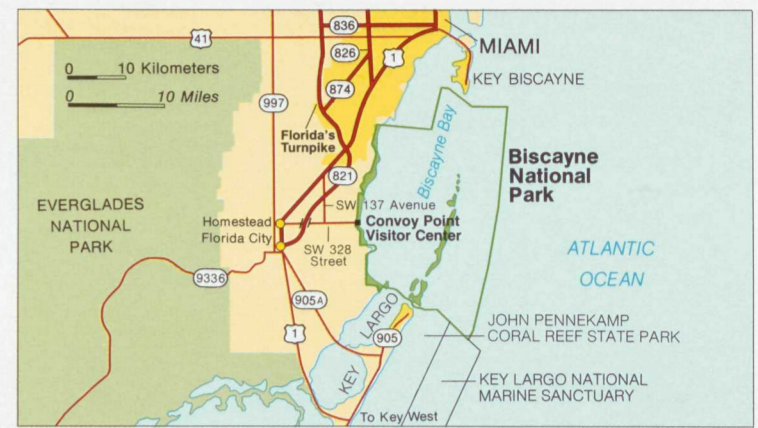 836
41
826
MIAMI
1
0 10 Kilometers
KEY BISCAYNE
874
0 10 Miles
997
Florida's
Turnpike
Biscayne Bay
Biscayne
National
Park
821
SW 137 Avenue
EVERGLADES
NATIONAL
PARK
Homestead
Florida City
Convoy Point
Visitor Center
SW 328
Street
ATLANTIC
OCEAN
9336
905A
LARGO
1
905
JOHN PENNEKAMP
CORAL REEF STATE PARK
KEY
KEY LARGO NATIONAL
MARINE SANCTUARY
To Key West